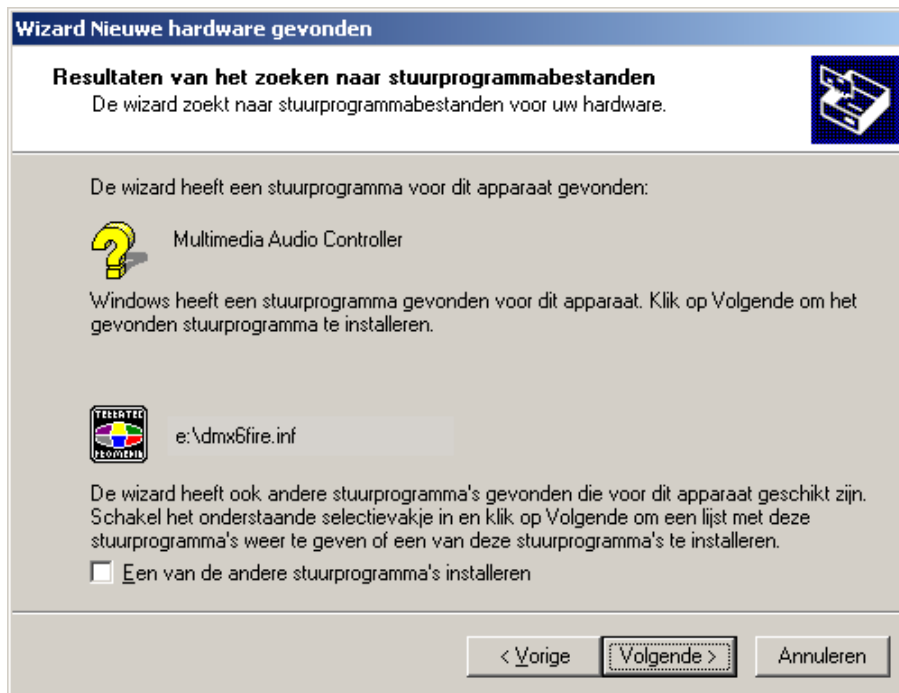 Wizard Nieuwe hardware gevonden
Resultaten van het zoeken naar stuurprogrammabestanden
De wizard zoekt naar stuurprogrammabestanden voor uw hardware.
De wizard heeft een stuurprogramma voor dit apparaat gevonden:
Multimedia Audio Controller
Windows heeft een stuurprogramma gevonden voor dit apparaat. Klik op Volgende om het
gevonden stuurprogramma te installeren.
TERRATEC
PROMEDIA
e:\dmx6fire.inf
De wizard heeft ook andere stuurprogramma's gevonden die voor dit apparaat geschikt zijn.
Schakel het onderstaande selectievakje in en klik op Volgende om een lijst met deze
stuurprogramma's weer te geven of een van deze stuurprogramma's te installeren.
Een van de andere stuurprogramma's installeren
< Vorige
Volgende >
Annuleren